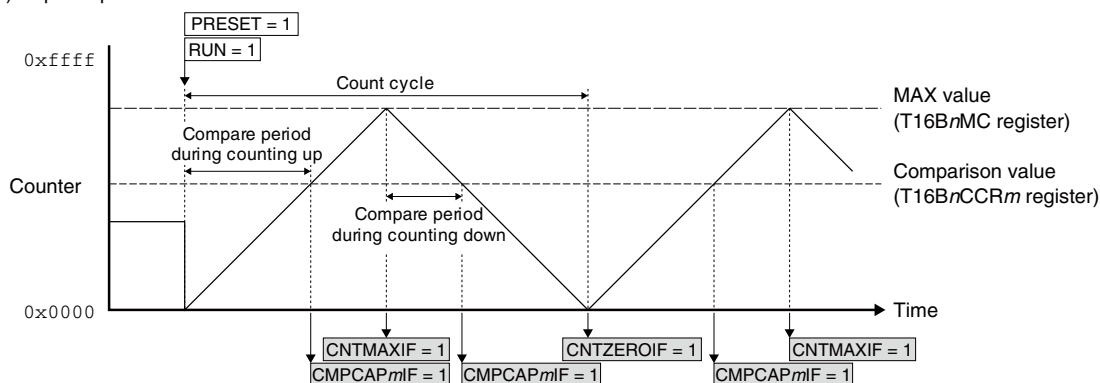 PRESET = 1
RUN = 1
0xffff
Count cycle
MAX value
(T16BnMC register)
Compare period
during counting up
Comparison value
(T16BnCCRm register)
Counter
Compare period
during counting down
0x0000
Time
CNTMAXIF = 1
CNTZEROIF = 1
CNTMAXIF = 1
CMPCAPmIF = 1
CMPCAPmIF = 1
CMPCAPmIF = 1